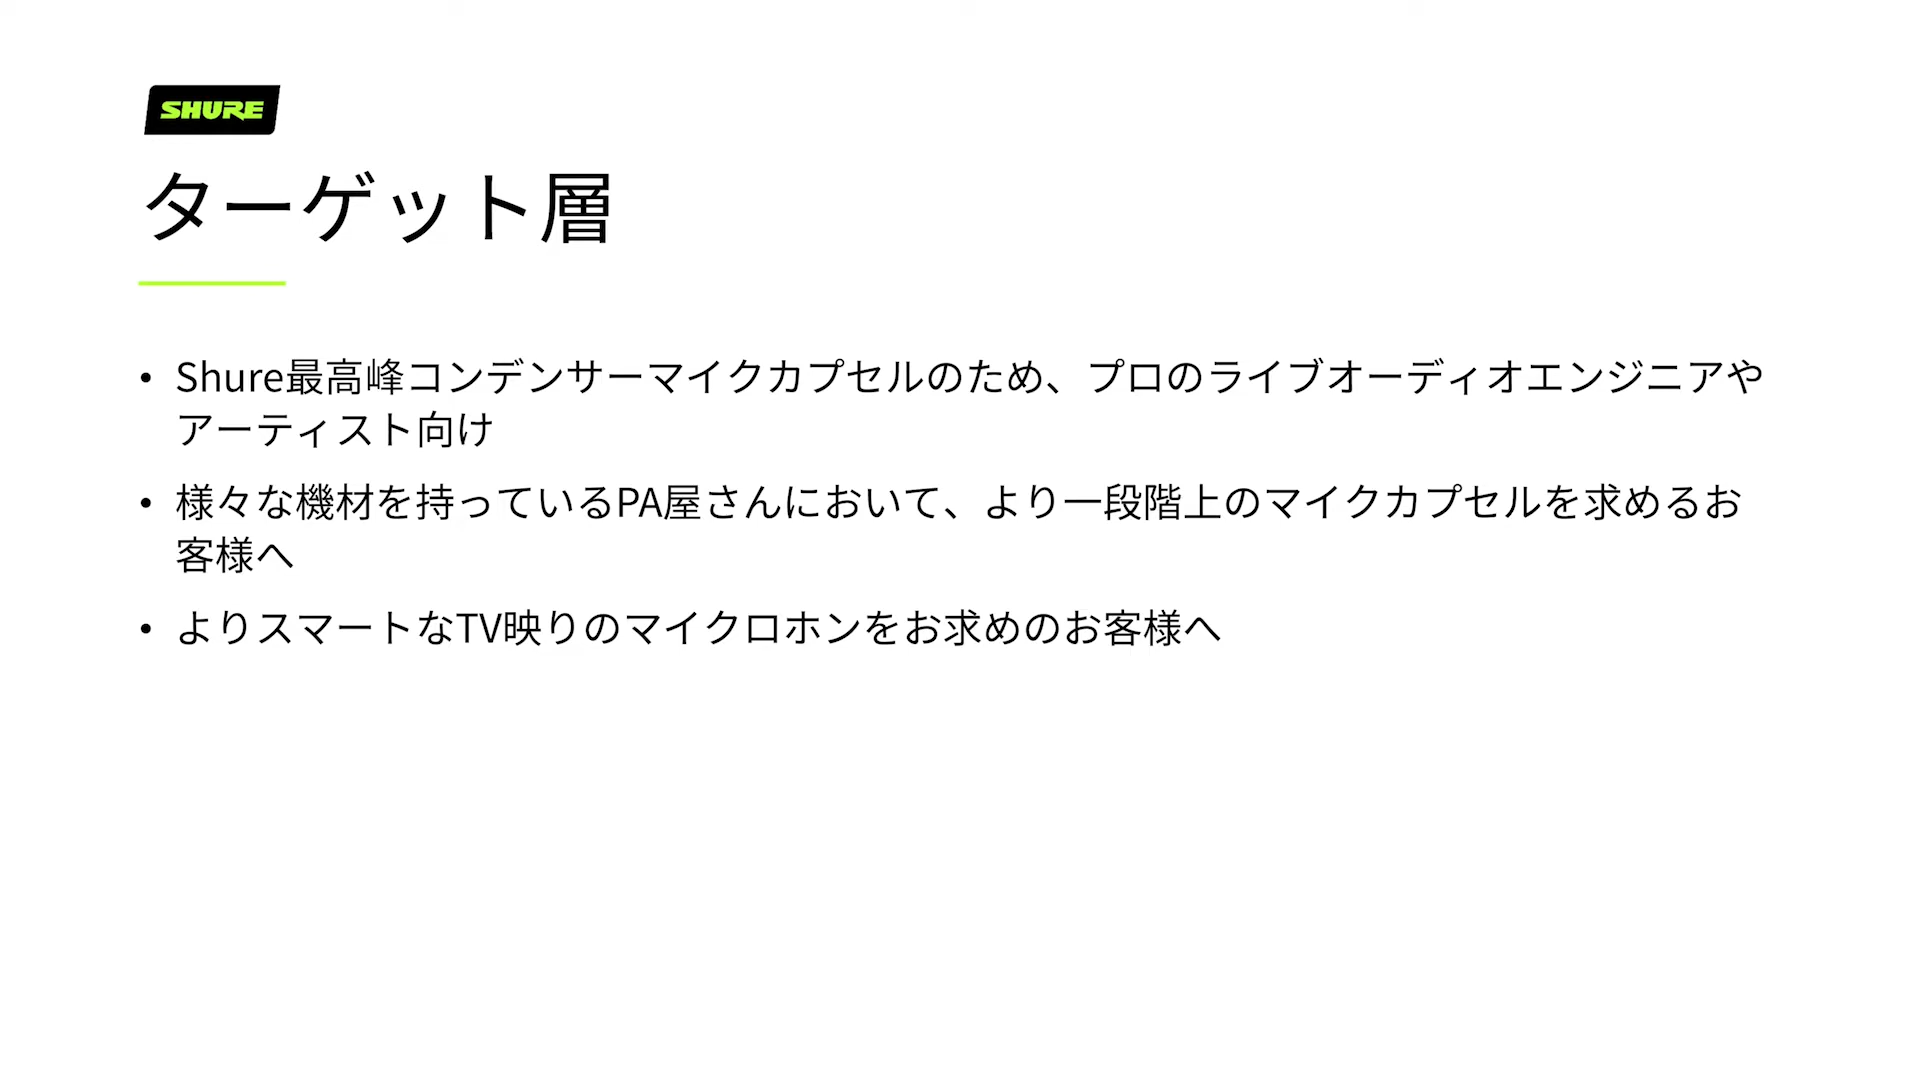 SHURE
ターゲット層
• Shure最高峰コンデンサーマイクカプセルのため、プロのライブオーディオエンジニアや
アーティスト向け
• 様々な機材を持っているPA屋さんにおいて、より一段階上のマイクカプセルを求めるお
客様へ
• よりスマートなTV映りのマイクロホンをお求めのお客様へ